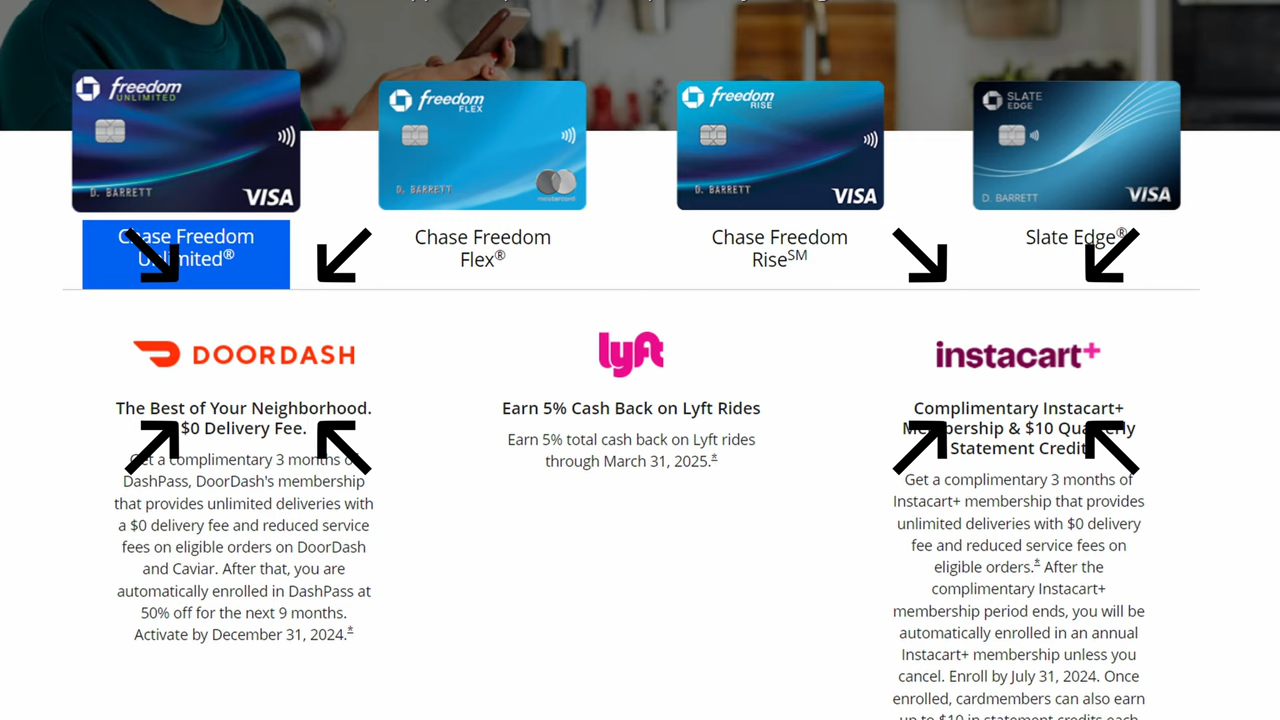 freedom
UNLIMITED
D. BARRETT
VISA
freedom
FLEX
D. BARRETT
mastercard
freedom
RISE
D. BARRETT
VISA
SLATE
EDGE
D. BARRETT
VISA
Chase Freedom
Unlimited®
Chase Freedom
Flex®
Chase Freedom
Rise℠
Slate Edge®
DOORDASH
The Best of Your Neighborhood.
$0 Delivery Fee.
Get a complimentary 3 months of
DashPass, DoorDash's membership
that provides unlimited deliveries with
a $0 delivery fee and reduced service
fees on eligible orders on DoorDash
and Caviar. After that, you are
automatically enrolled in DashPass at
50% off for the next 9 months.
Activate by December 31, 2024.*
lyft
Earn 5% Cash Back on Lyft Rides
Earn 5% total cash back on Lyft rides
through March 31, 2025.*
instacart+
Complimentary Instacart+
Membership & $10 Quarterly
Statement Credit
Get a complimentary 3 months of
Instacart+ membership that provides
unlimited deliveries with $0 delivery
fee and reduced service fees on
eligible orders.* After the
complimentary Instacart+
membership period ends, you will be
automatically enrolled in an annual
Instacart+ membership unless you
cancel. Enroll by July 31, 2024. Once
enrolled, cardmembers can also earn
up to $10 in statement credits each